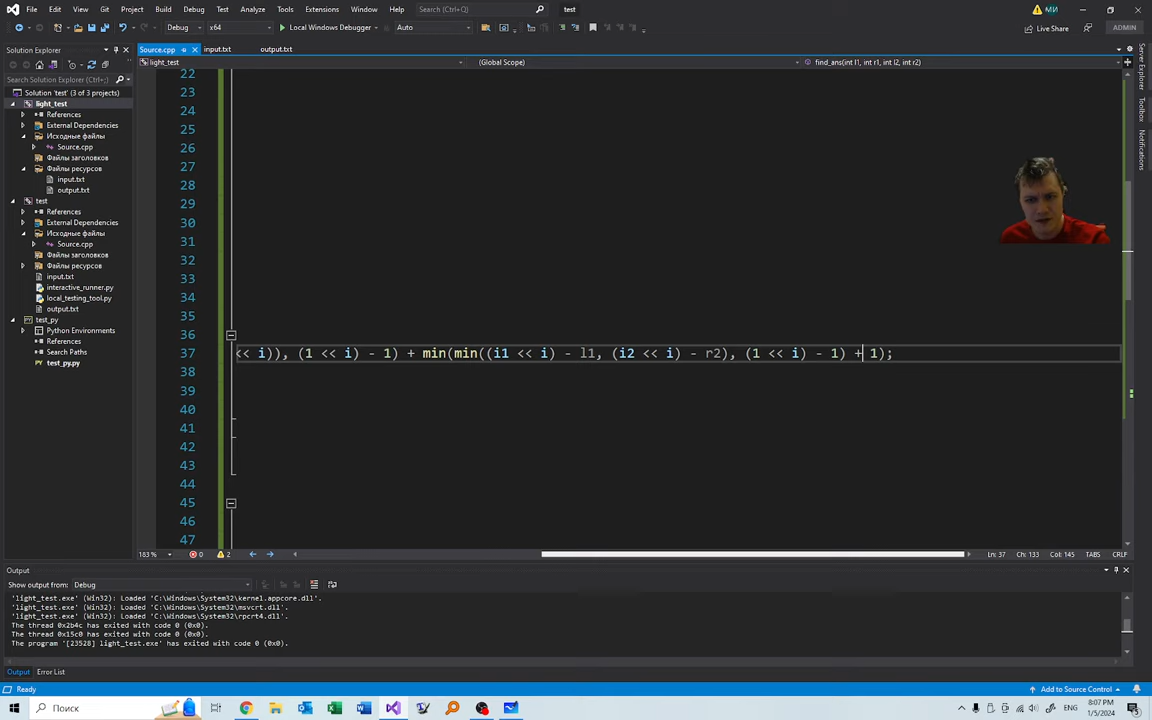 File Edit View Git Project Build Debug Test Analyze Tools Extensions Window Help Search (Ctrl+Q) test МИ
Debug x64 Local Windows Debugger Auto Live Share ADMIN
Solution Explorer
Search Solution Explorer (Ctrl+;)
Solution 'test' (3 of 3 projects)
light_test
References
External Dependencies
Исходные файлы
Source.cpp
Файлы заголовков
Файлы ресурсов
input.txt
output.txt
test
References
External Dependencies
Исходные файлы
Source.cpp
Файлы заголовков
Файлы ресурсов
input.txt
interactive_runner.py
local_testing_tool.py
output.txt
test_py
Python Environments
References
Search Paths
test_py.py
Source.cpp input.txt output.txt
light_test (Global Scope) find_ans(int l1, int r1, int l2, int r2)
22
23
24
25
26
27
28
29
30
31
32
33
34
35
36
37 << i)), (1 << i) - 1) + min(min((i1 << i) - l1, (i2 << i) - r2), (1 << i) - 1) + 1);
38
39
40
41
42
43
44
45
46
47
183 % 0 2 Ln: 37 Ch: 133 Col: 145 TABS CRLF
Output
Show output from: Debug
'light_test.exe' (Win32): Loaded 'C:\Windows\System32\kernel.appcore.dll'.
'light_test.exe' (Win32): Loaded 'C:\Windows\System32\msvcrt.dll'.
'light_test.exe' (Win32): Loaded 'C:\Windows\System32\rpcrt4.dll'.
The thread 0x2b4c has exited with code 0 (0x0).
The thread 0x15c0 has exited with code 0 (0x0).
The program '[23528] light_test.exe' has exited with code 0 (0x0).
Output Error List
Ready Add to Source Control
Поиск ENG 8:07 PM
1/5/2024
SQL Server Object Explorer
Toolbox
Notifications